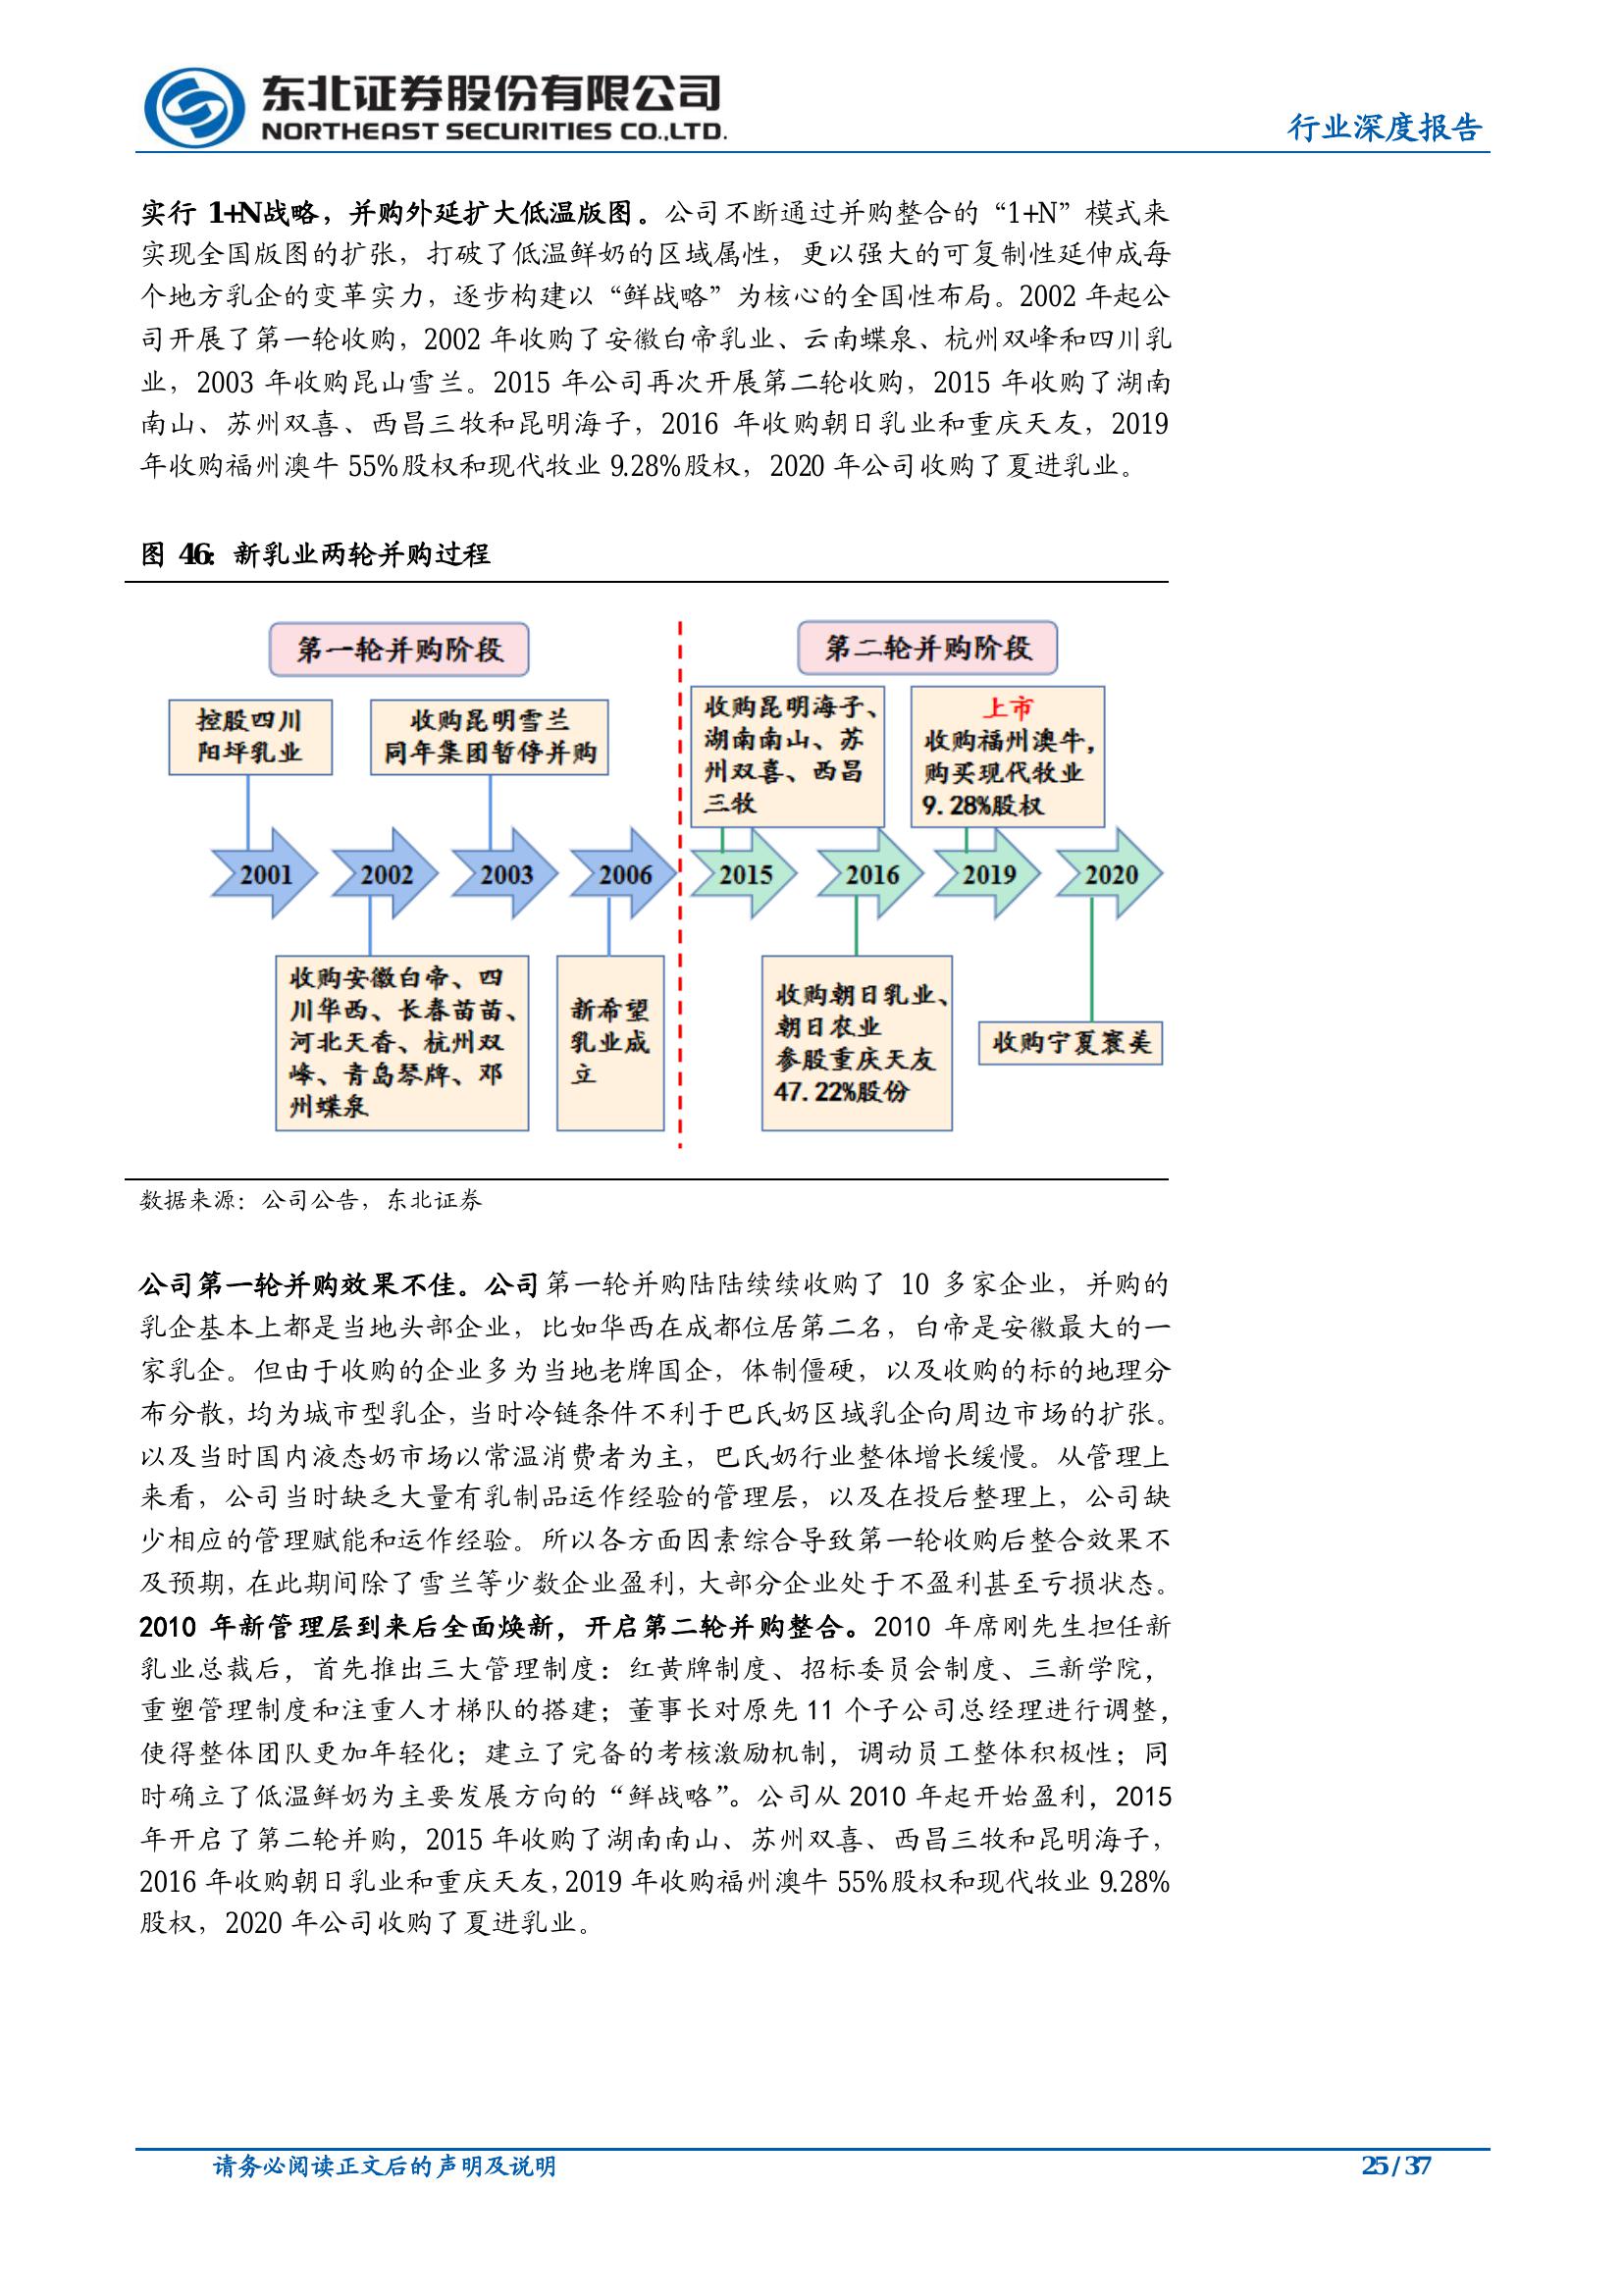 东北证券股份有限公司
NORTHEAST SECURITIES CO.,LTD.
行业深度报告
实行 1+N战略，并购外延扩大低温版图。公司不断通过并购整合的“1+N”模式来
实现全国版图的扩张，打破了低温鲜奶的区域属性，更以强大的可复制性延伸成每
个地方乳企的变革实力，逐步构建以“鲜战略”为核心的全国性布局。2002 年起公
司开展了第一轮收购，2002 年收购了安徽白帝乳业、云南蝶泉、杭州双峰和四川乳
业，2003 年收购昆山雪兰。2015 年公司再次开展第二轮收购，2015 年收购了湖南
南山、苏州双喜、西昌三牧和昆明海子，2016 年收购朝日乳业和重庆天友，2019
年收购福州澳牛 55%股权和现代牧业 9.28%股权，2020 年公司收购了夏进乳业。
图 46：新乳业两轮并购过程
第一轮并购阶段
第二轮并购阶段
控股四川
阳坪乳业
收购昆明雪兰
同年集团暂停并购
收购昆明海子、
湖南南山、苏
州双喜、西昌
三牧
上市
收购福州澳牛，
购买现代牧业
9.28%股权
2001
2002
2003
2006
2015
2016
2019
2020
收购安徽白帝、四
川华西、长春苗苗、
河北天香、杭州双
峰、青岛琴牌、邓
州蝶泉
新希望
乳业成
立
收购朝日乳业、
朝日农业
参股重庆天友
47.22%股份
收购宁夏寰美
数据来源：公司公告，东北证券
公司第一轮并购效果不佳。公司第一轮并购陆陆续续收购了 10 多家企业，并购的
乳企基本上都是当地头部企业，比如华西在成都位居第二名，白帝是安徽最大的一
家乳企。但由于收购的企业多为当地老牌国企，体制僵硬，以及收购的标的地理分
布分散，均为城市型乳企，当时冷链条件不利于巴氏奶区域乳企向周边市场的扩张。
以及当时国内液态奶市场以常温消费者为主，巴氏奶行业整体增长缓慢。从管理上
来看，公司当时缺乏大量有乳制品运作经验的管理层，以及在投后整理上，公司缺
少相应的管理赋能和运作经验。所以各方面因素综合导致第一轮收购后整合效果不
及预期，在此期间除了雪兰等少数企业盈利，大部分企业处于不盈利甚至亏损状态。
2010 年新管理层到来后全面焕新，开启第二轮并购整合。2010 年席刚先生担任新
乳业总裁后，首先推出三大管理制度：红黄牌制度、招标委员会制度、三新学院，
重塑管理制度和注重人才梯队的搭建；董事长对原先 11 个子公司总经理进行调整，
使得整体团队更加年轻化；建立了完备的考核激励机制，调动员工整体积极性；同
时确立了低温鲜奶为主要发展方向的“鲜战略”。公司从 2010 年起开始盈利，2015
年开启了第二轮并购，2015 年收购了湖南南山、苏州双喜、西昌三牧和昆明海子，
2016 年收购朝日乳业和重庆天友，2019 年收购福州澳牛 55%股权和现代牧业 9.28%
股权，2020 年公司收购了夏进乳业。
请务必阅读正文后的声明及说明
25 / 37